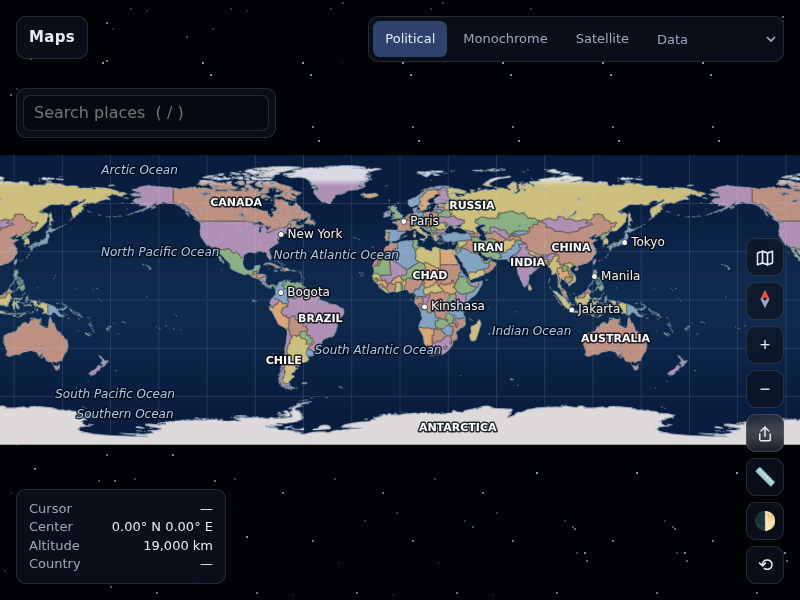 Maps
Political Monochrome Satellite Data
Search places ( / )
Arctic Ocean
CANADA
RUSSIA
Paris
New York
Tokyo
North Pacific Ocean
North Atlantic Ocean
IRAN
CHINA
INDIA
CHAD
Manila
Bogota
Kinshasa
Jakarta
BRAZIL
Indian Ocean
AUSTRALIA
South Atlantic Ocean
CHILE
South Pacific Ocean
Southern Ocean
ANTARCTICA
+
−
Cursor —
Center 0.00° N 0.00° E
Altitude 19,000 km
Country —